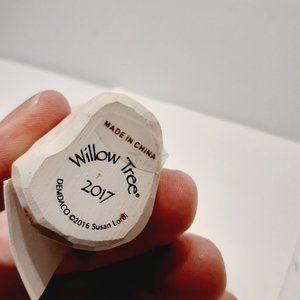 MADE IN CHINA
Willow Tree®
2017
DEMDACO ©2016 Susan Lordi